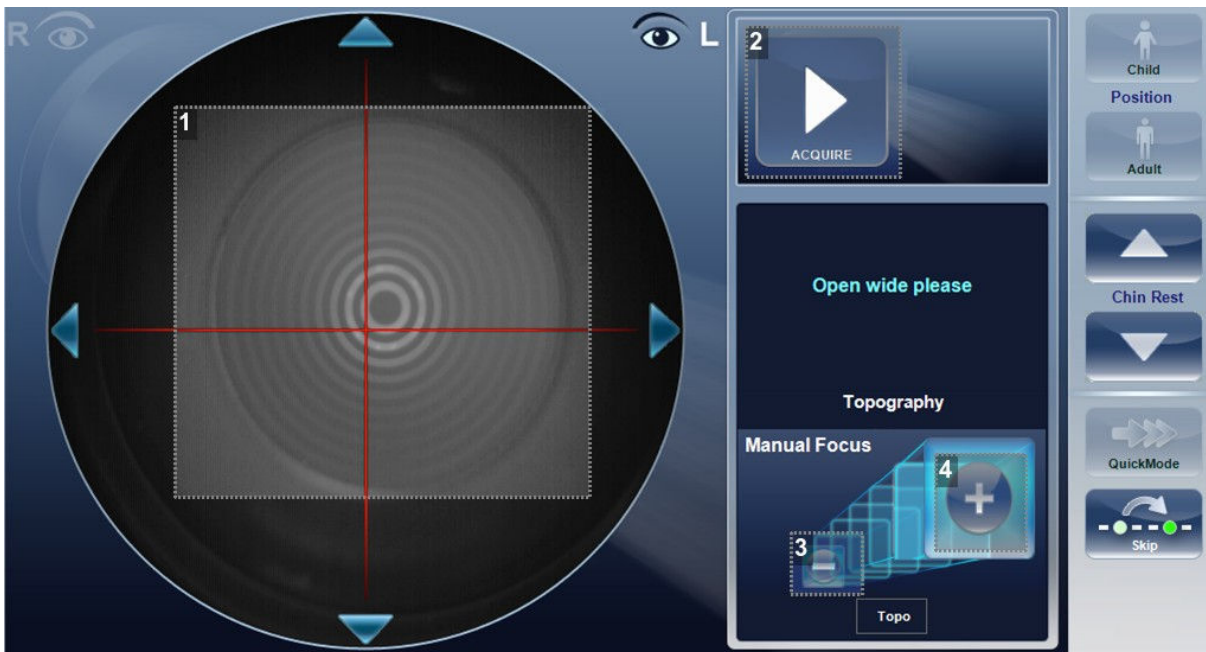 R
L
1
2
ACQUIRE
Open wide please
Topography
Manual Focus
3
4
Topo
Child
Position
Adult
Chin Rest
QuickMode
Skip